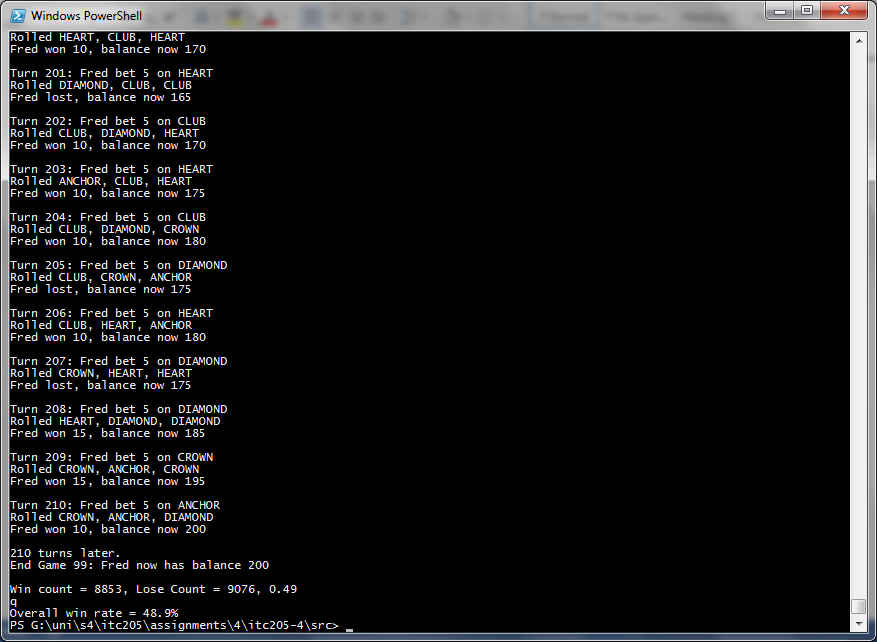 Windows PowerShell
Rolled HEART, CLUB, HEART
Fred won 10, balance now 170
Turn 201: Fred bet 5 on HEART
Rolled DIAMOND, CLUB, CLUB
Fred lost, balance now 165
Turn 202: Fred bet 5 on CLUB
Rolled CLUB, DIAMOND, HEART
Fred won 10, balance now 170
Turn 203: Fred bet 5 on HEART
Rolled ANCHOR, CLUB, HEART
Fred won 10, balance now 175
Turn 204: Fred bet 5 on CLUB
Rolled CLUB, DIAMOND, CROWN
Fred won 10, balance now 180
Turn 205: Fred bet 5 on DIAMOND
Rolled CLUB, CROWN, ANCHOR
Fred lost, balance now 175
Turn 206: Fred bet 5 on HEART
Rolled CLUB, HEART, ANCHOR
Fred won 10, balance now 180
Turn 207: Fred bet 5 on DIAMOND
Rolled CROWN, HEART, HEART
Fred lost, balance now 175
Turn 208: Fred bet 5 on DIAMOND
Rolled HEART, DIAMOND, DIAMOND
Fred won 15, balance now 185
Turn 209: Fred bet 5 on CROWN
Rolled CROWN, ANCHOR, CROWN
Fred won 15, balance now 195
Turn 210: Fred bet 5 on ANCHOR
Rolled CROWN, ANCHOR, DIAMOND
Fred won 10, balance now 200
210 turns later.
End Game 99: Fred now has balance 200
Win count = 8853, Lose Count = 9076, 0.49
q
Overall win rate = 48.9%
PS G:\uni\s4\itc205\assignments\4\itc205-4\src> _